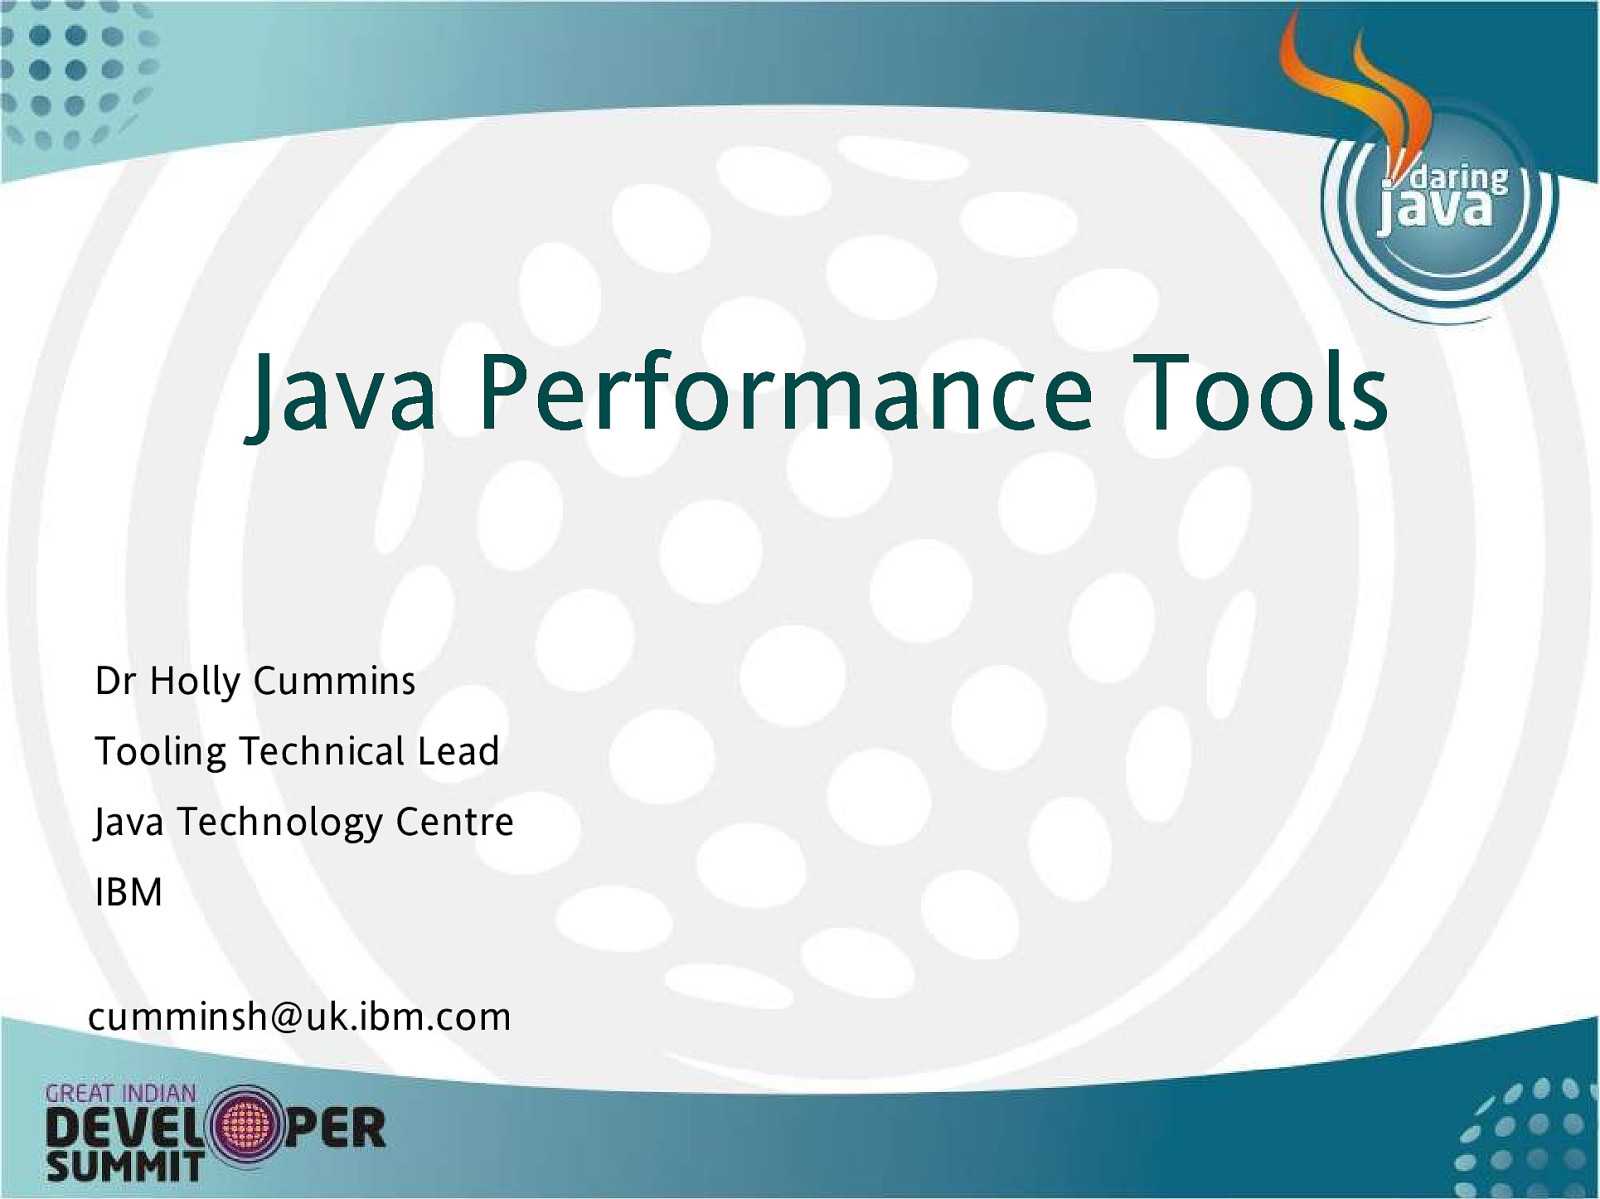 daring
java
Java Performance Tools
Dr Holly Cummins
Tooling Technical Lead
Java Technology Centre
IBM
cumminsh@uk.ibm.com
GREAT INDIAN
DEVELOPER
SUMMIT